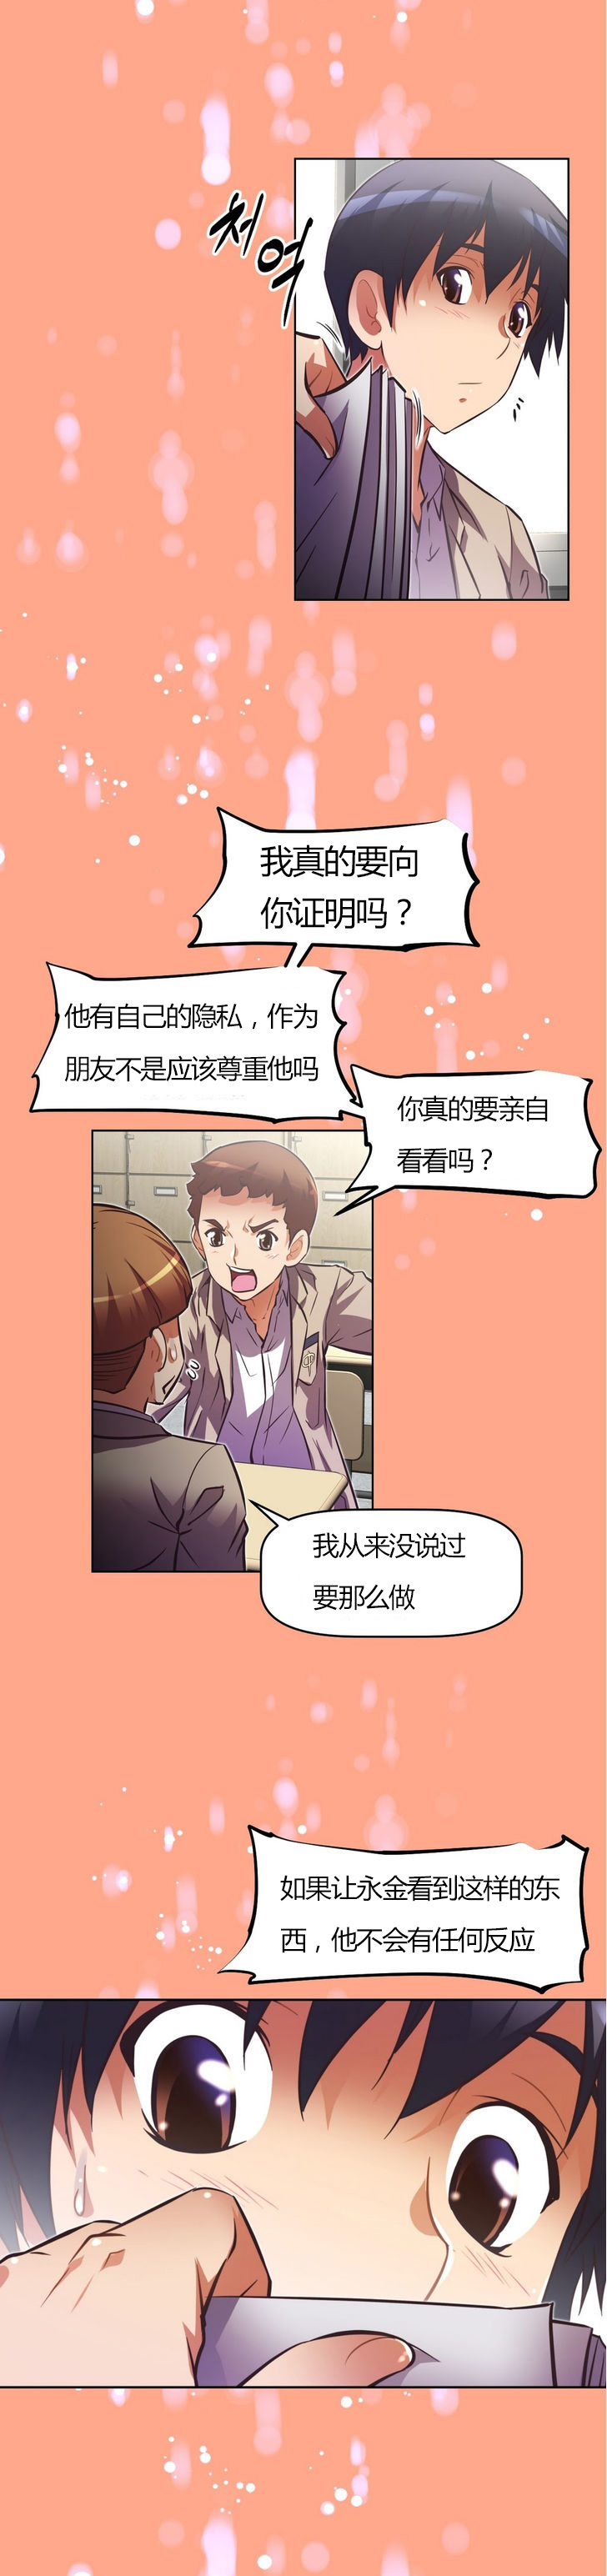 처억
我真的要向
你证明吗？
他有自己的隐私，作为
朋友不是应该尊重他吗
你真的要亲自
看看吗？
中
我从来没说过
要那么做
如果让永金看到这样的东
西，他不会有任何反应